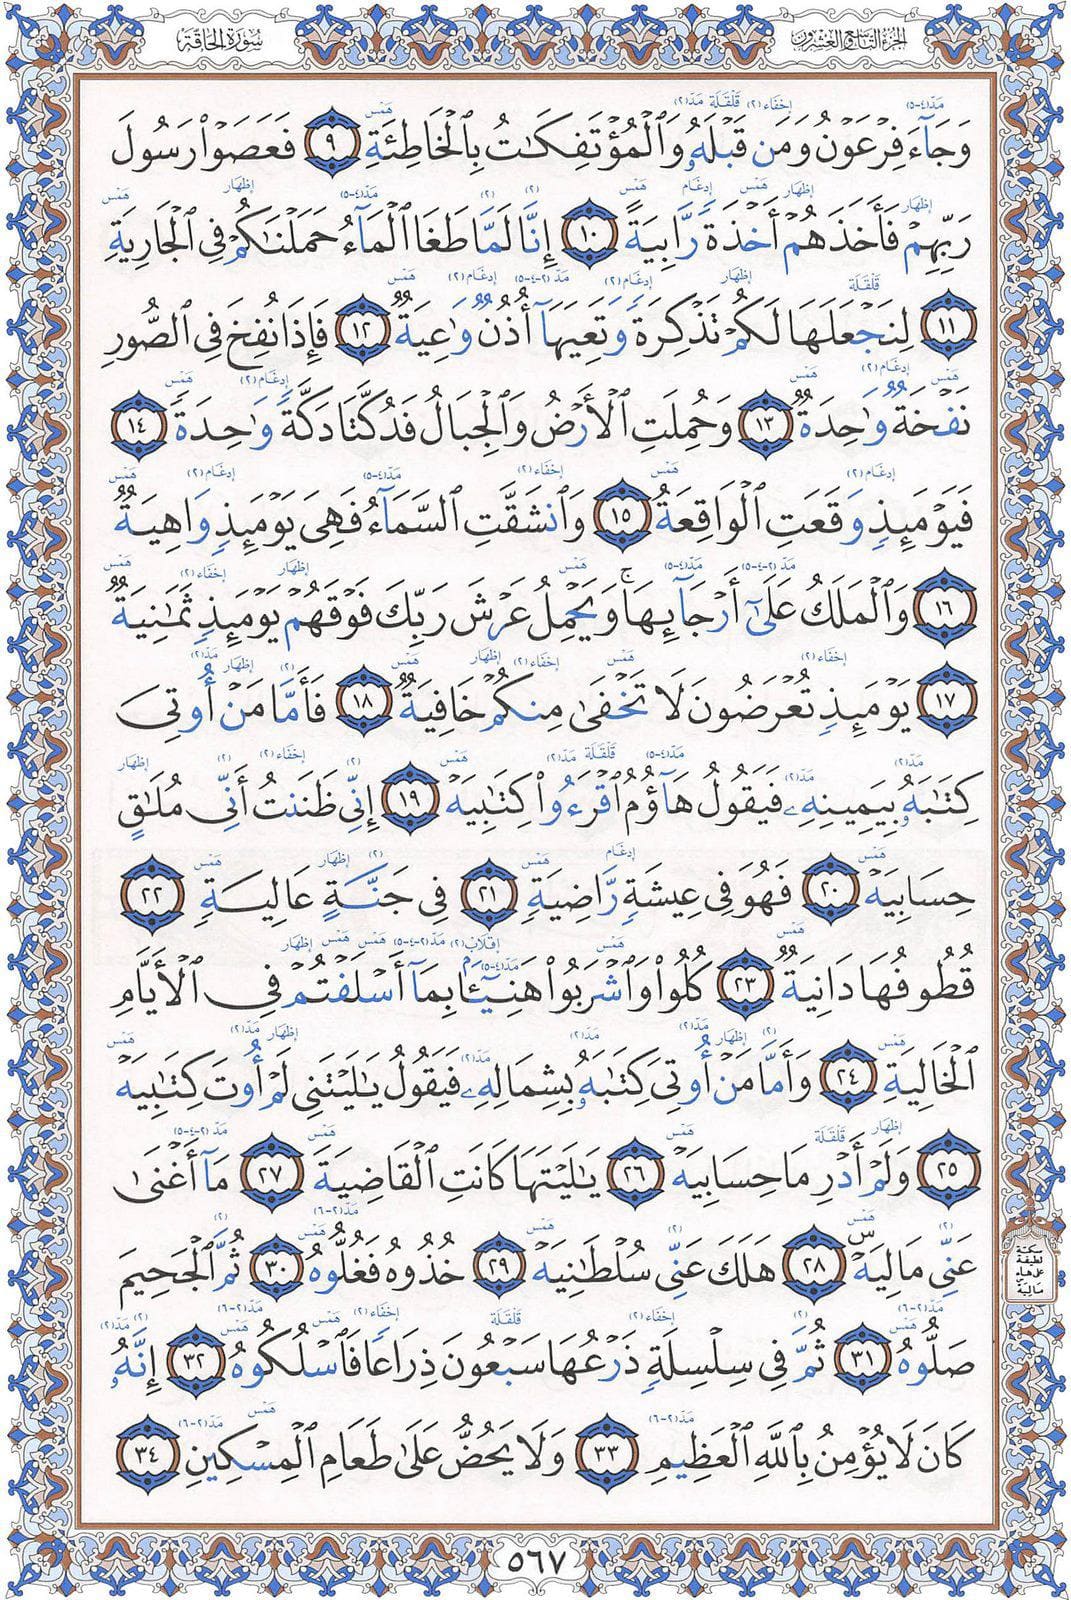 الجزء التاسع والعشرون
سورة الحاقة
وَجَآءَ فِرْعَوْنُ وَمَن قَبْلَهُۥ وَٱلْمُؤْتَفِكَٰتُ بِٱلْخَاطِئَةِ ٩ فَعَصَوْا۟ رَسُولَ
رَبِّهِمْ فَأَخَذَهُمْ أَخْذَةً رَّابِيَةً ١٠ إِنَّا لَمَّا طَغَا ٱلْمَآءُ حَمَلْنَٰكُمْ فِى ٱلْجَارِيَةِ
١١ لِنَجْعَلَهَا لَكُمْ تَذْكِرَةً وَتَعِيَهَآ أُذُنٌ وَٰعِيَةٌ ١٢ فَإِذَا نُفِخَ فِى ٱلصُّورِ
نَفْخَةٌ وَٰحِدَةٌ ١٣ وَحُمِلَتِ ٱلْأَرْضُ وَٱلْجِبَالُ فَدُكَّتَا دَكَّةً وَٰحِدَةً ١٤
فَيَوْمَئِذٍ وَقَعَتِ ٱلْوَاقِعَةُ ١٥ وَٱنشَقَّتِ ٱلسَّمَآءُ فَهِىَ يَوْمَئِذٍ وَاهِيَةٌ
١٦ وَٱلْمَلَكُ عَلَىٰٓ أَرْجَآئِهَا ۚ وَيَحْمِلُ عَرْشَ رَبِّكَ فَوْقَهُمْ يَوْمَئِذٍ ثَمَٰنِيَةٌ
١٧ يَوْمَئِذٍ تُعْرَضُونَ لَا تَخْفَىٰ مِنكُمْ خَافِيَةٌ ١٨ فَأَمَّا مَنْ أُوتِىَ
كِتَٰبَهُۥ بِيَمِينِهِۦ فَيَقُولُ هَآؤُمُ ٱقْرَءُوا۟ كِتَٰبِيَهْ ١٩ إِنِّى ظَنَنتُ أَنِّى مُلَٰقٍ
حِسَابِيَهْ ٢٠ فَهُوَ فِى عِيشَةٍ رَّاضِيَةٍ ٢١ فِى جَنَّةٍ عَالِيَةٍ ٢٢
قُطُوفُهَا دَانِيَةٌ ٢٣ كُلُوا۟ وَٱشْرَبُوا۟ هَنِيٓـًٔۢا بِمَآ أَسْلَفْتُمْ فِى ٱلْأَيَّامِ
ٱلْخَالِيَةِ ٢٤ وَأَمَّا مَنْ أُوتِىَ كِتَٰبَهُۥ بِشِمَالِهِۦ فَيَقُولُ يَٰلَيْتَنِى لَمْ أُوتَ كِتَٰبِيَهْ
٢٥ وَلَمْ أَدْرِ مَا حِسَابِيَهْ ٢٦ يَٰلَيْتَهَا كَانَتِ ٱلْقَاضِيَةَ ٢٧ مَآ أَغْنَىٰ
عَنِّى مَالِيَهْ ۜ ٢٨ هَلَكَ عَنِّى سُلْطَٰنِيَهْ ٢٩ خُذُوهُ فَغُلُّوهُ ٣٠ ثُمَّ ٱلْجَحِيمَ
صَلُّوهُ ٣١ ثُمَّ فِى سِلْسِلَةٍ ذَرْعُهَا سَبْعُونَ ذِرَاعًا فَٱسْلُكُوهُ ٣٢ إِنَّهُۥ
كَانَ لَا يُؤْمِنُ بِٱللَّهِ ٱلْعَظِيمِ ٣٣ وَلَا يَحُضُّ عَلَىٰ طَعَامِ ٱلْمِسْكِينِ ٣٤
سكتة
لطيفة
على هاء
ماليه
٥٦٧